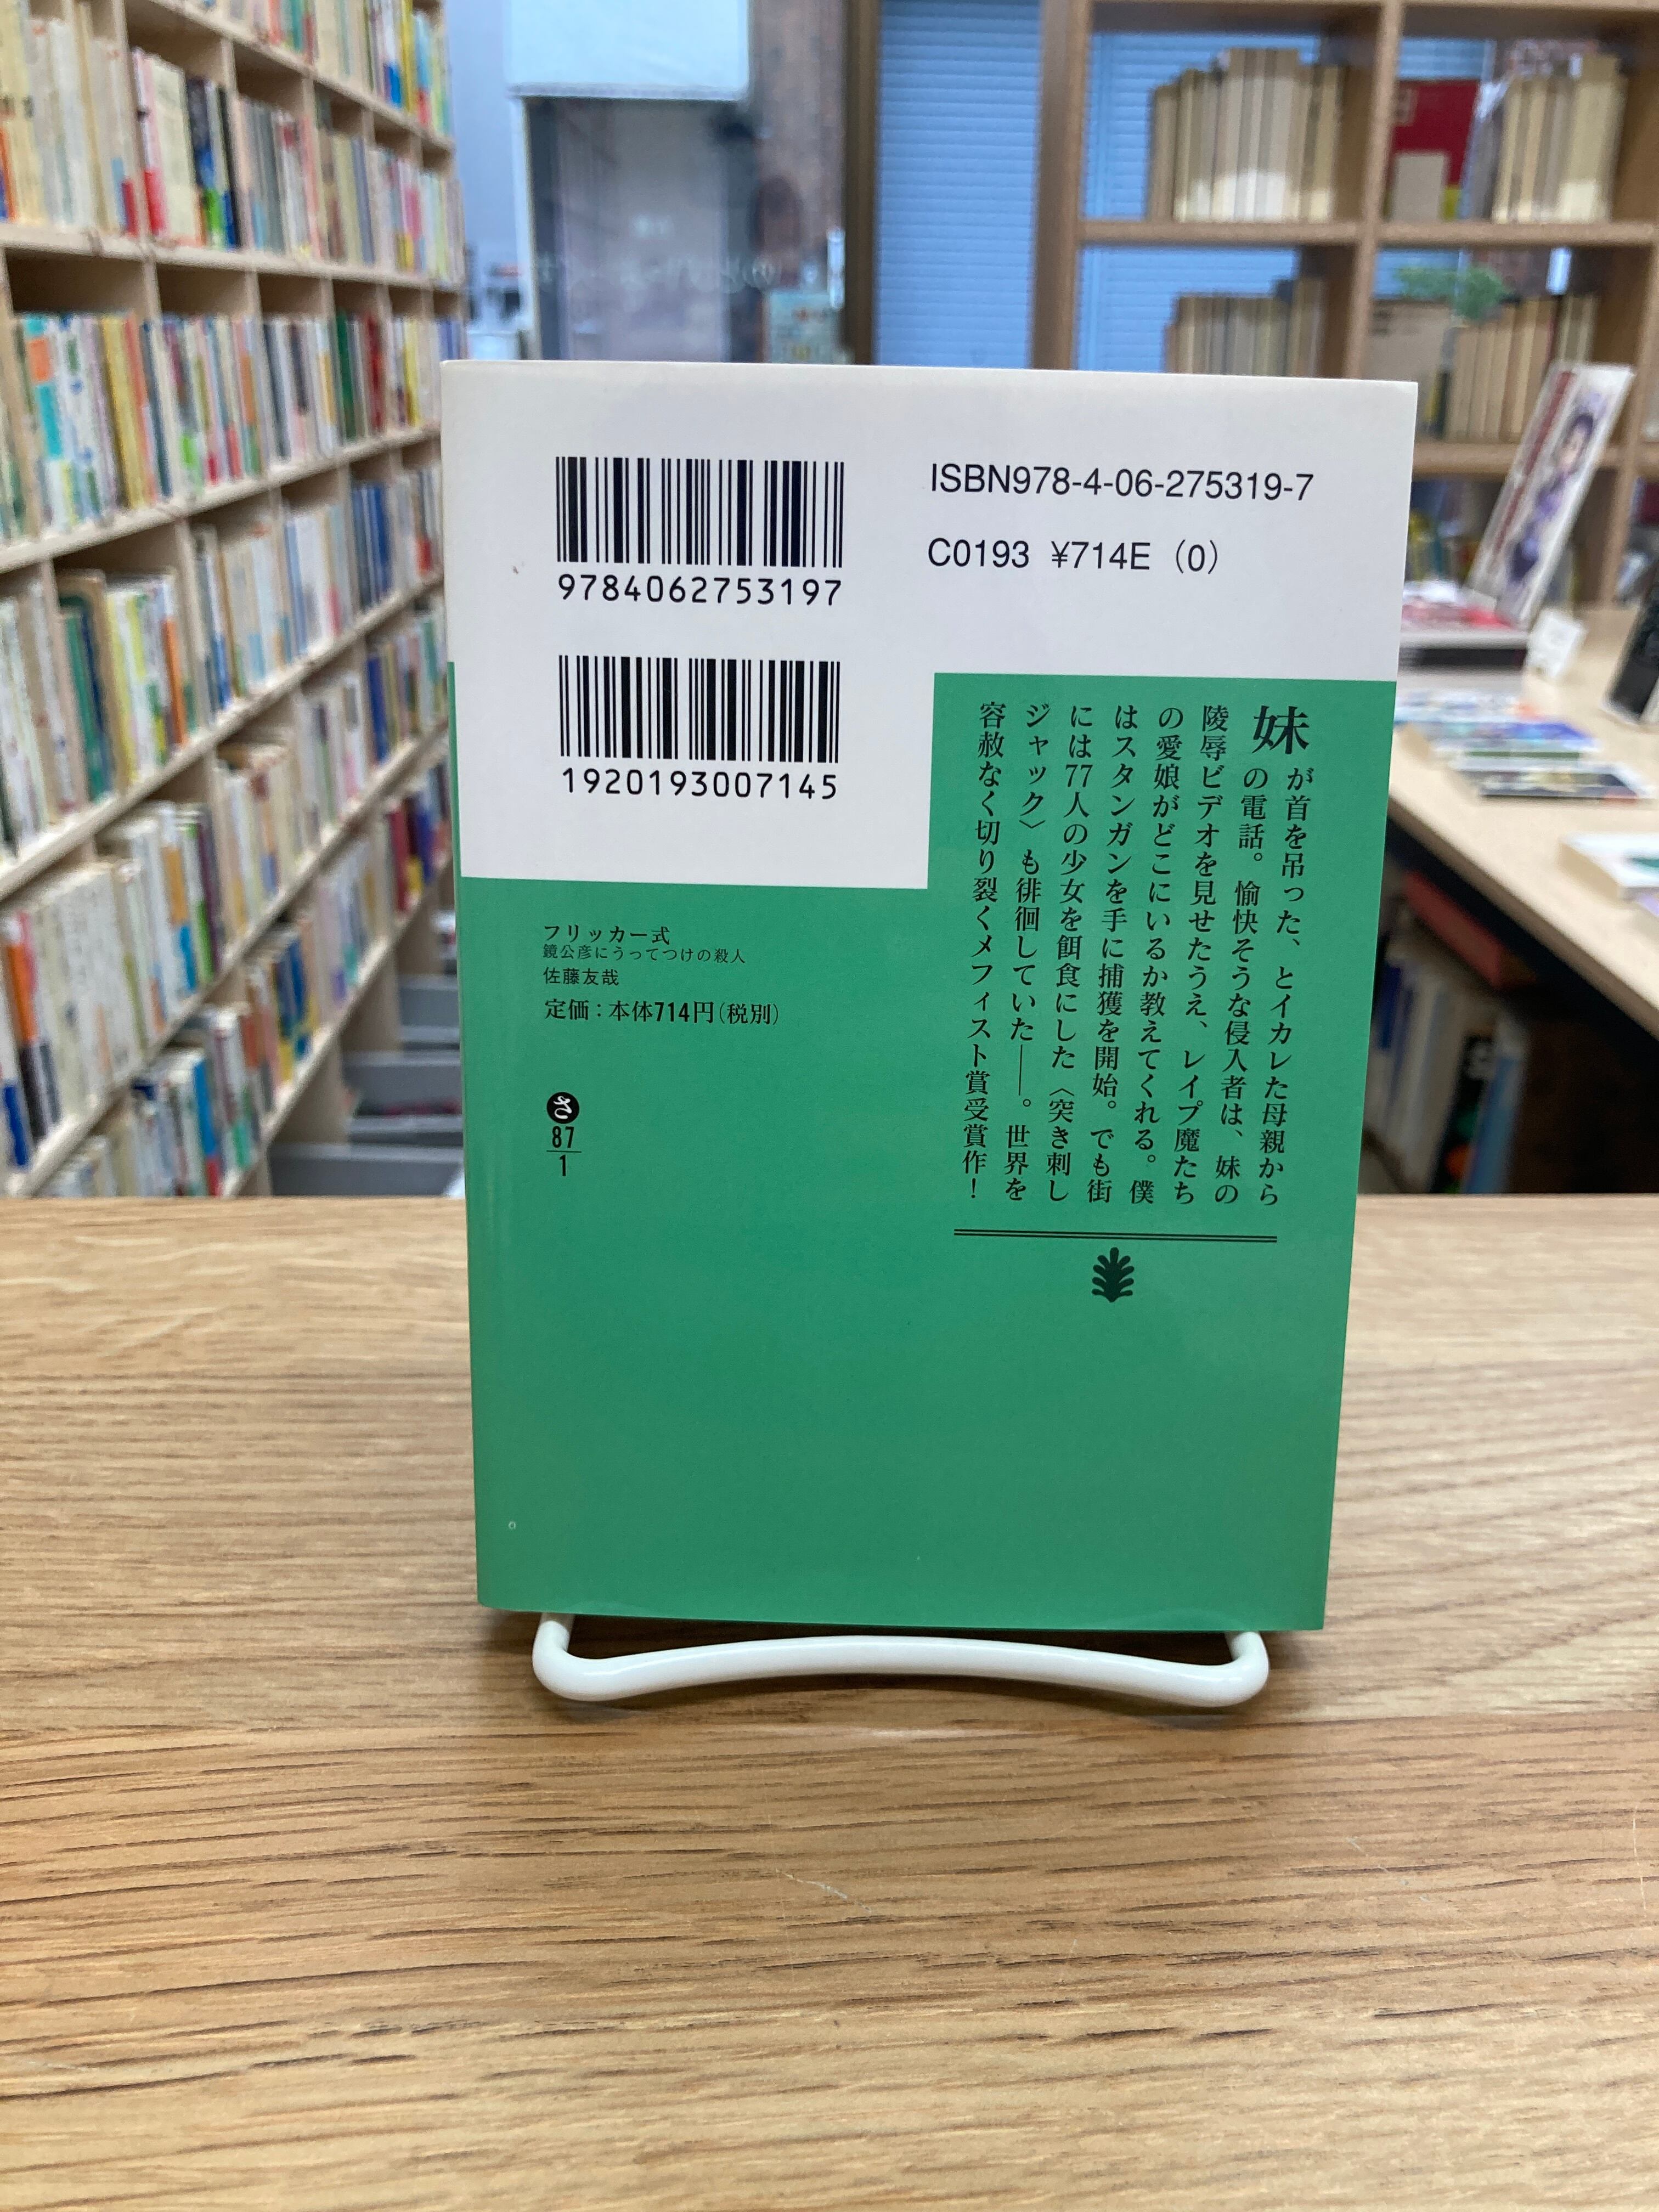 ISBN978-4-06-275319-7
C0193 ¥714E (0)
9784062753197
1920193007145
妹が首を吊った、とイカレた母親から
の電話。愉快そうな侵入者は、妹の
陵辱ビデオを見せたうえ、レイプ魔たち
の愛娘がどこにいるか教えてくれる。僕
はスタンガンを手に捕獲を開始。でも街
には77人の少女を餌食にした〈突き刺し
ジャック〉も徘徊していた――。世界を
容赦なく切り裂くメフィスト賞受賞作！
フリッカー式
鏡公彦にうってつけの殺人
佐藤友哉
定価：本体714円(税別)
さ
87
1